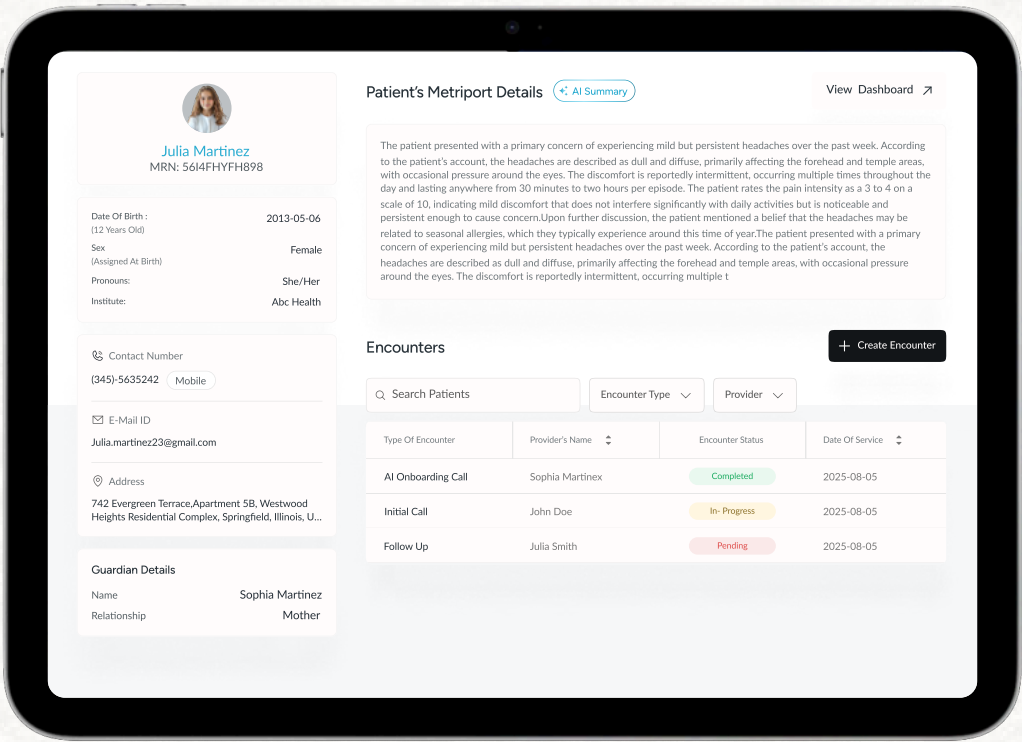 Julia Martinez
MRN: 56I4FHYFH898
Date Of Birth :
(12 Years Old)
2013-05-06
Sex
(Assigned At Birth)
Female
Pronouns:
She/Her
Institute:
Abc Health
Contact Number
(345)-5635242
Mobile
E-Mail ID
Julia.martinez23@gmail.com
Address
742 Evergreen Terrace,Apartment 5B, Westwood
Heights Residential Complex, Springfield, Illinois, U...
Guardian Details
Name
Sophia Martinez
Relationship
Mother
Patient’s Metriport Details
AI Summary
View Dashboard
The patient presented with a primary concern of experiencing mild but persistent headaches over the past week. According
to the patient’s account, the headaches are described as dull and diffuse, primarily affecting the forehead and temple areas,
with occasional pressure around the eyes. The discomfort is reportedly intermittent, occurring multiple times throughout the
day and lasting anywhere from 30 minutes to two hours per episode. The patient rates the pain intensity as a 3 to 4 on a
scale of 10, indicating mild discomfort that does not interfere significantly with daily activities but is noticeable and
persistent enough to cause concern.Upon further discussion, the patient mentioned a belief that the headaches may be
related to seasonal allergies, which they typically experience around this time of year.The patient presented with a primary
concern of experiencing mild but persistent headaches over the past week. According to the patient’s account, the
headaches are described as dull and diffuse, primarily affecting the forehead and temple areas, with occasional pressure
around the eyes. The discomfort is reportedly intermittent, occurring multiple t
Encounters
Create Encounter
Search Patients
Encounter Type
Provider
Type Of Encounter
Provider’s Name
Encounter Status
Date Of Service
AI Onboarding Call
Sophia Martinex
Completed
2025-08-05
Initial Call
John Doe
In- Progress
2025-08-05
Follow Up
Julia Smith
Pending
2025-08-05